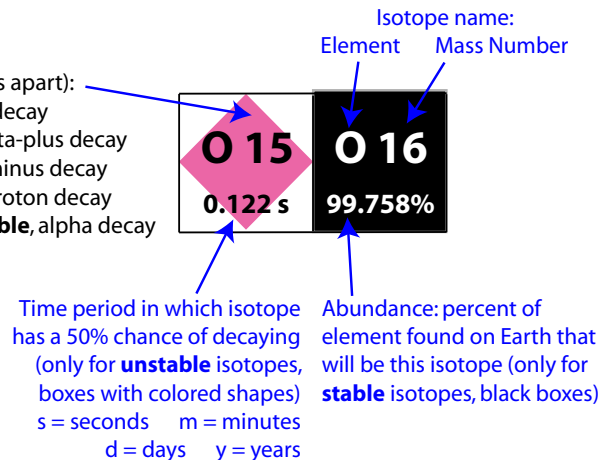 Isotope name:
Element Mass Number
s apart):
decay
ta-plus decay
inus decay
roton decay
ble, alpha decay
O 15
0.122 s
O 16
99.758%
Time period in which isotope
has a 50% chance of decaying
(only for unstable isotopes,
boxes with colored shapes)
s = seconds m = minutes
d = days y = years
Abundance: percent of
element found on Earth that
will be this isotope (only for
stable isotopes, black boxes)